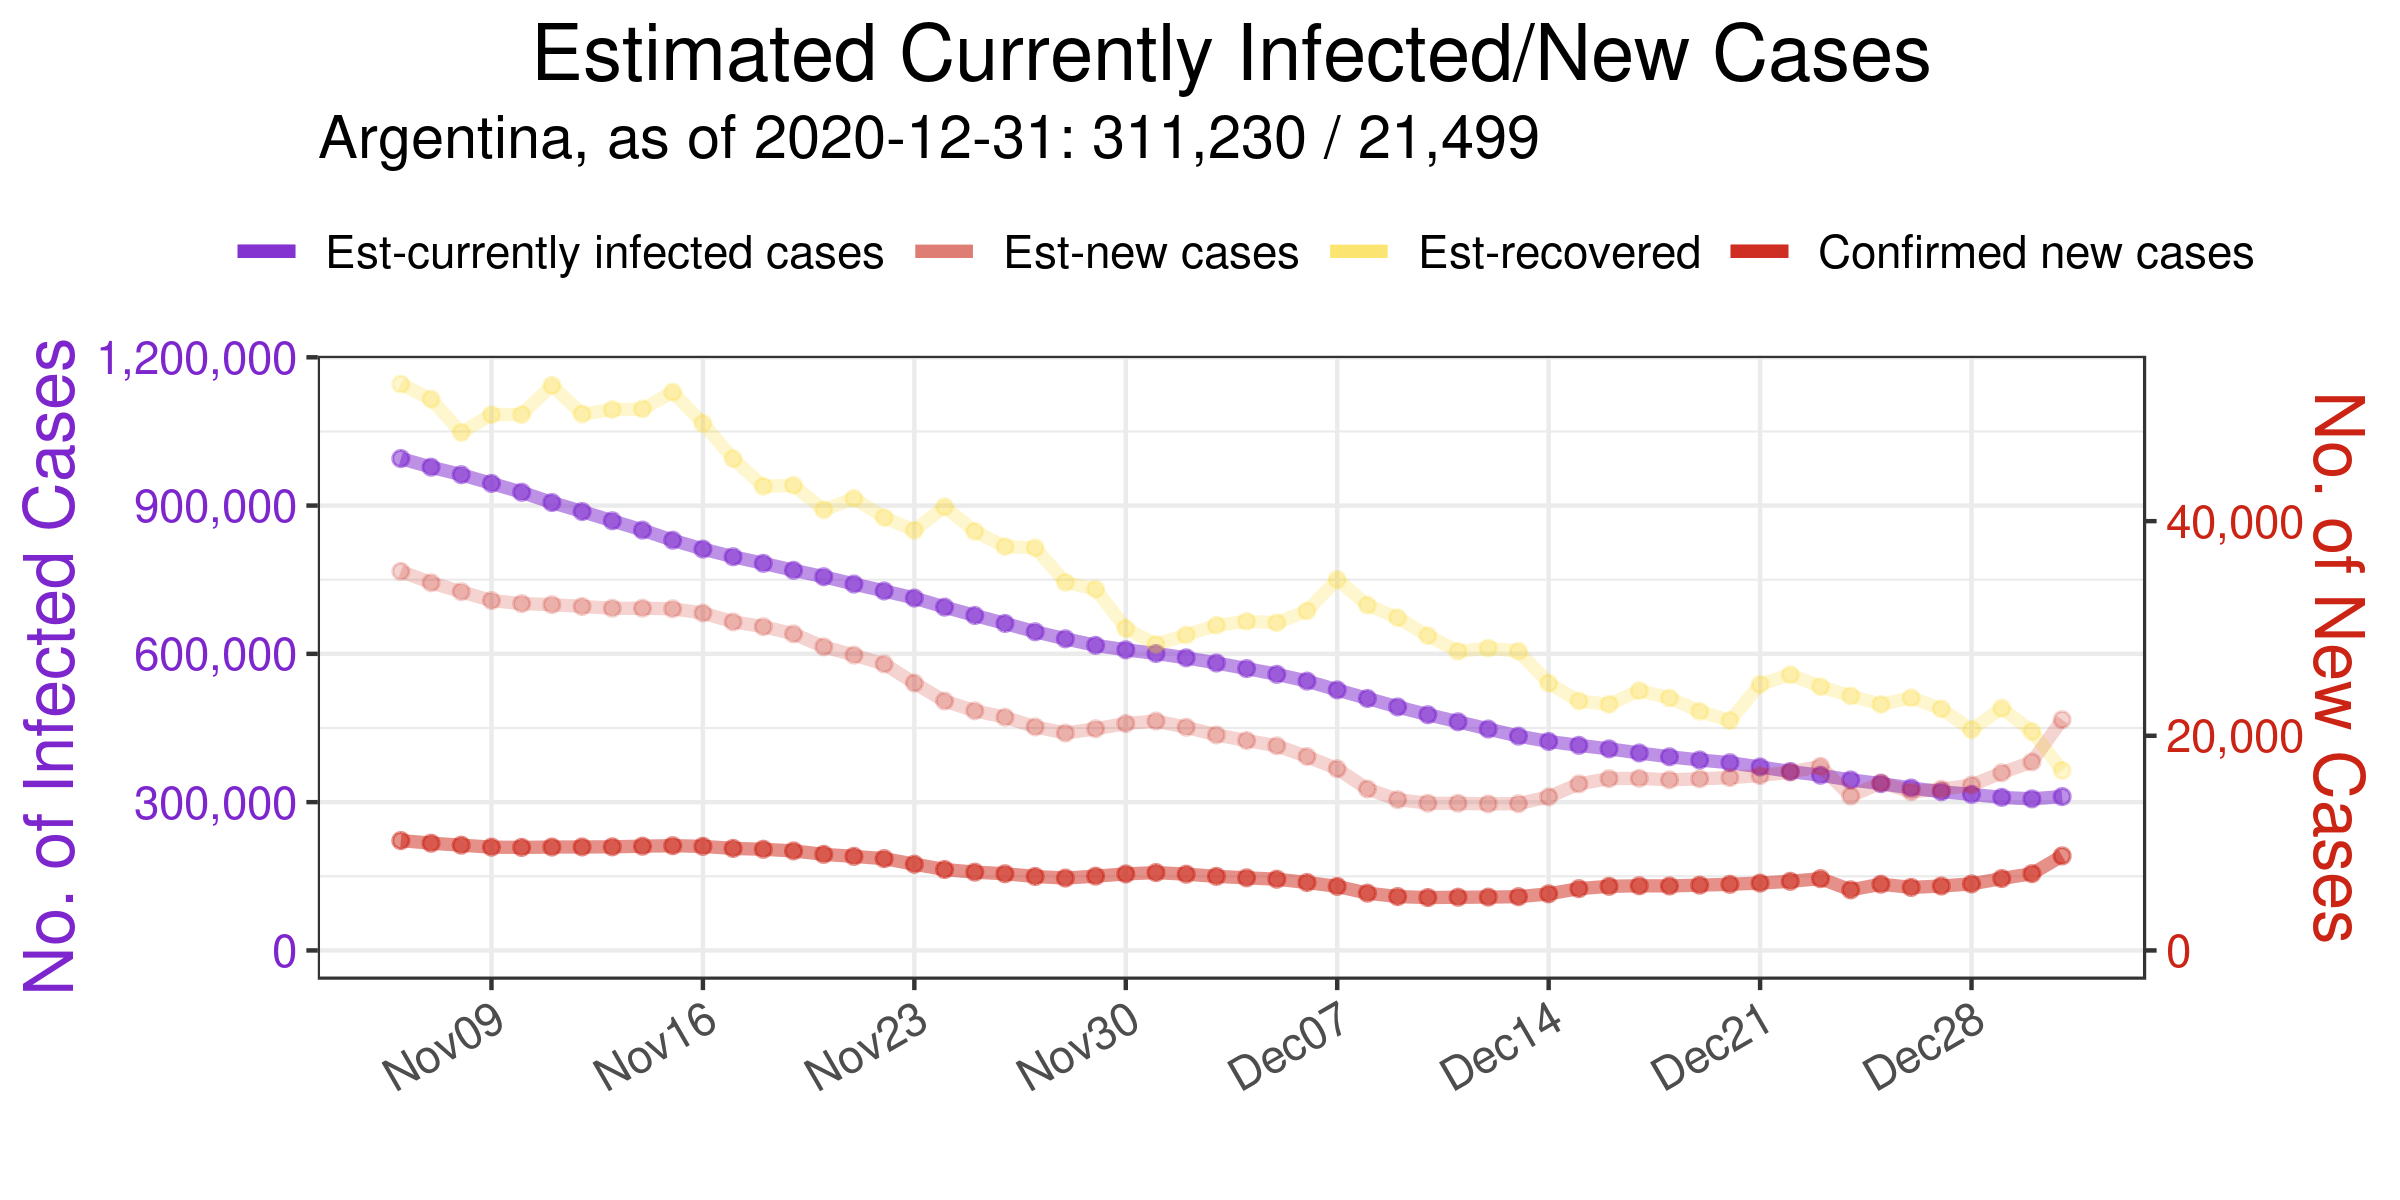 Estimated Currently Infected/New Cases
Argentina, as of 2020-12-31: 311,230 / 21,499
Est-currently infected cases Est-new cases Est-recovered Confirmed new cases
No. of Infected Cases
1,200,000
900,000
600,000
300,000
0
40,000
20,000
0
No. of New Cases
Nov09 Nov16 Nov23 Nov30 Dec07 Dec14 Dec21 Dec28